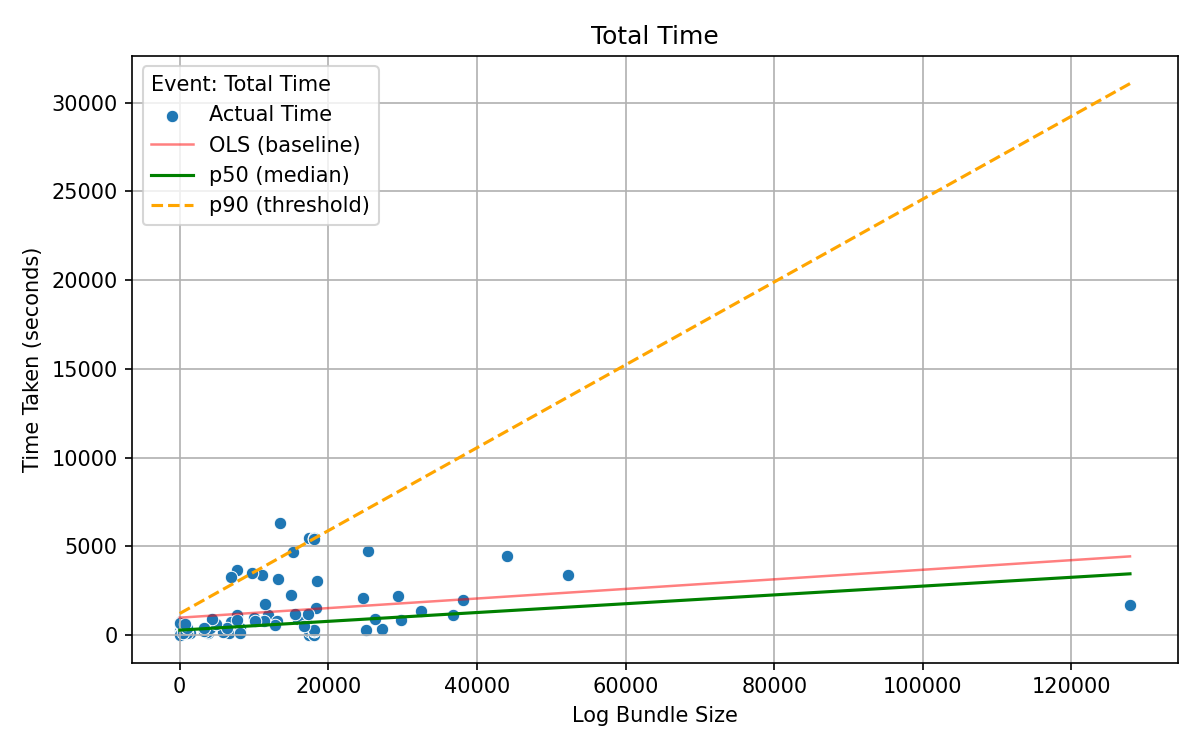 Total Time
Event: Total Time
Actual Time
OLS (baseline)
p50 (median)
p90 (threshold)
30000
25000
20000
15000
10000
5000
0
Time Taken (seconds)
0 20000 40000 60000 80000 100000 120000
Log Bundle Size